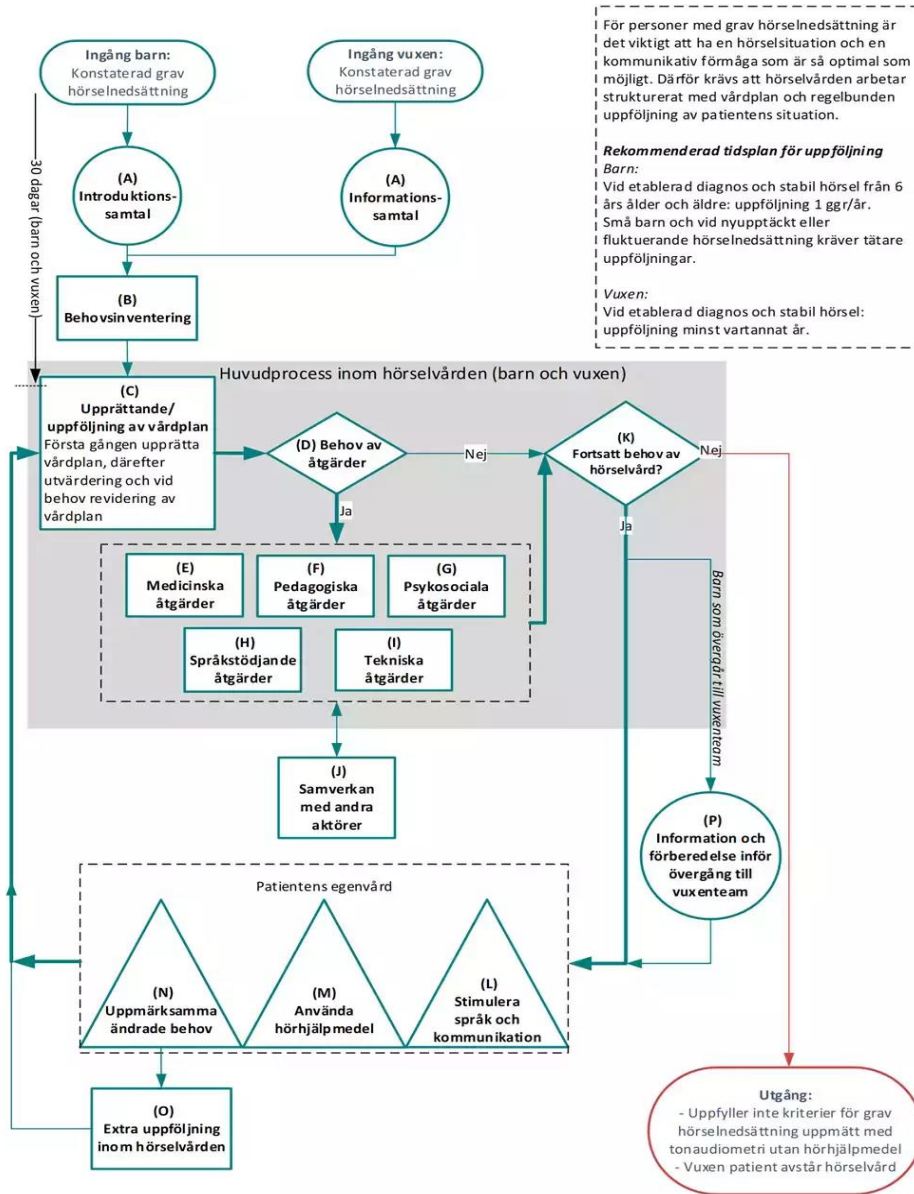 Ingång barn:
Konstaterad grav
hörselnedsättning
Ingång vuxen:
Konstaterad grav
hörselnedsättning
För personer med grav hörselnedsättning är
det viktigt att ha en hörselsituation och en
kommunikativ förmåga som är så optimal som
möjligt. Därför krävs att hörselvården arbetar
strukturerat med vårdplan och regelbunden
uppföljning av patientens situation.
Rekommenderad tidsplan för uppföljning
Barn:
Vid etablerad diagnos och stabil hörsel från 6
års ålder och äldre: uppföljning 1 ggr/år.
Små barn och vid nyupptäckt eller
fluktuerande hörselnedsättning kräver tätare
uppföljningar.
Vuxen:
Vid etablerad diagnos och stabil hörsel:
uppföljning minst vartannat år.
30 dagar (barn och vuxen)
(A)
Introduktions-
samtal
(A)
Informations-
samtal
(B)
Behovsinventering
Huvudprocess inom hörselvården (barn och vuxen)
(C)
Upprättande/
uppföljning av vårdplan
Första gången upprätta
vårdplan, därefter
utvärdering och vid
behov revidering av
vårdplan
(D) Behov av
åtgärder
Nej
Ja
(K)
Fortsatt behov av
hörselvård?
Nej
Ja
(E)
Medicinska
åtgärder
(F)
Pedagogiska
åtgärder
(G)
Psykosociala
åtgärder
(H)
Språkstödjande
åtgärder
(I)
Tekniska
åtgärder
Barn som övergår till vuxenteam
(J)
Samverkan
med andra
aktörer
(P)
Information och
förberedelse inför
övergång till
vuxenteam
Patientens egenvård
(N)
Uppmärksamma
ändrade behov
(M)
Använda
hörhjälpmedel
(L)
Stimulera
språk och
kommunikation
(O)
Extra uppföljning
inom hörselvården
Utgång:
- Uppfyller inte kriterier för grav
hörselnedsättning uppmätt med
tonaudiometri utan hörhjälpmedel
- Vuxen patient avstår hörselvård